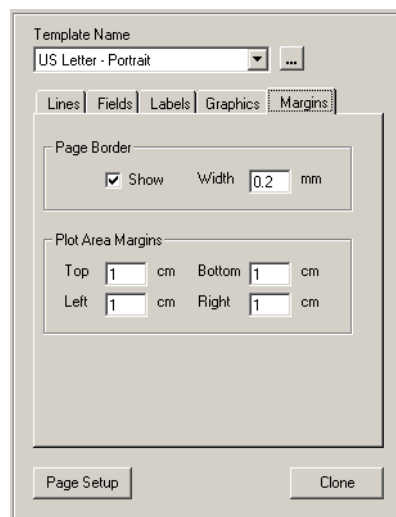 Template Name
US Letter - Portrait ...
Lines Fields Labels Graphics Margins
Page Border
Show Width 0.2 mm
Plot Area Margins
Top 1 cm Bottom 1 cm
Left 1 cm Right 1 cm
Page Setup Clone